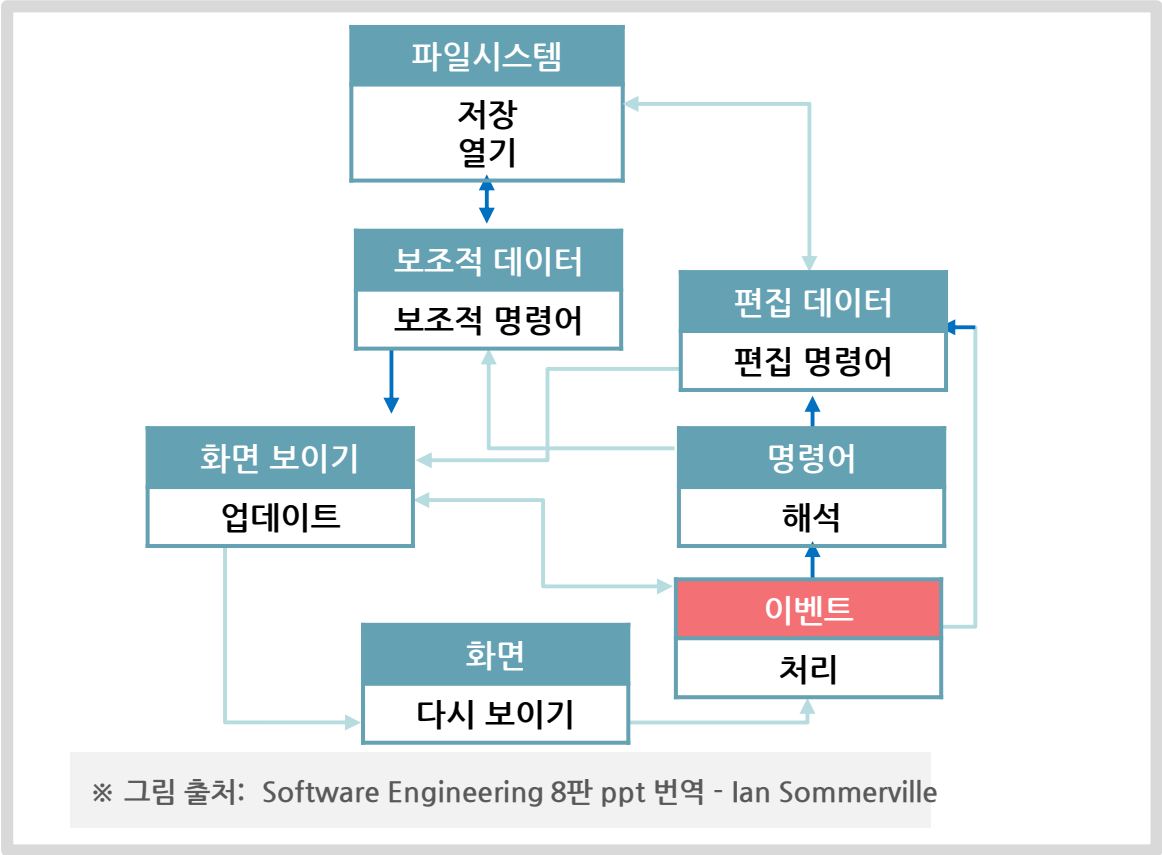 파일시스템
저장
열기
보조적 데이터
보조적 명령어
편집 데이터
편집 명령어
화면 보이기
업데이트
명령어
해석
이벤트
처리
화면
다시 보이기
※ 그림 출처: Software Engineering 8판 ppt 번역 - Ian Sommerville